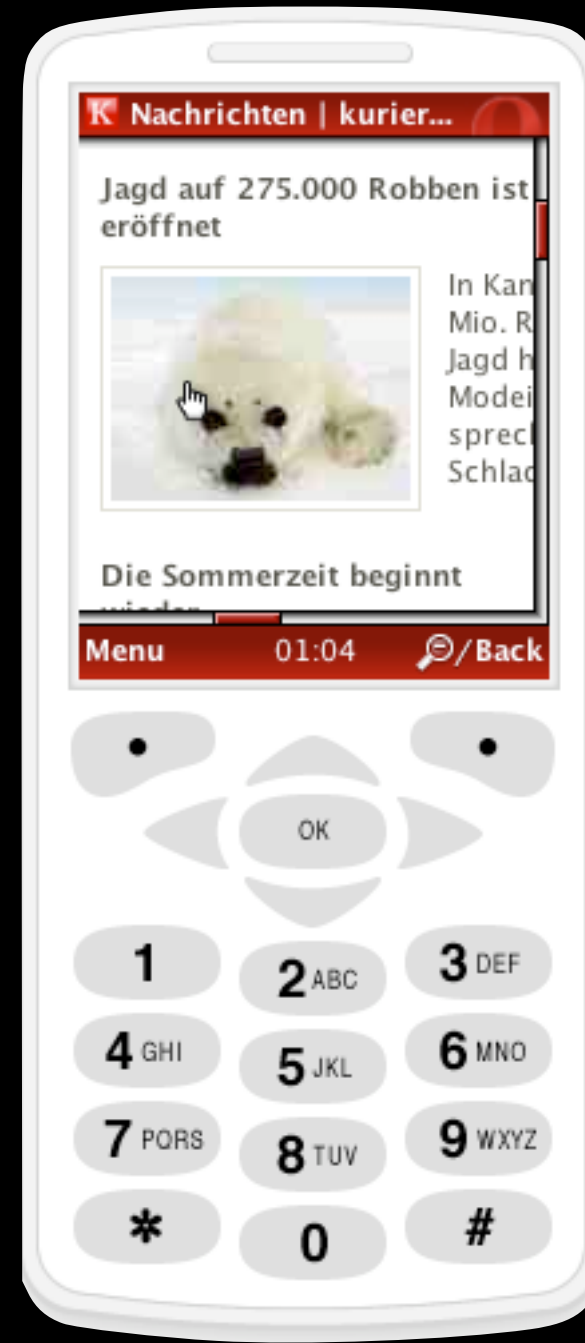 K Nachrichten | kurier...
Jagd auf 275.000 Robben ist
eröffnet
In Kan
Mio. R
Jagd h
Modei
sprecl
Schlac
Die Sommerzeit beginnt
wieder
Menu 01:04 /Back
OK
1 2 ABC 3 DEF
4 GHI 5 JKL 6 MNO
7 PQRS 8 TUV 9 WXYZ
* 0 #